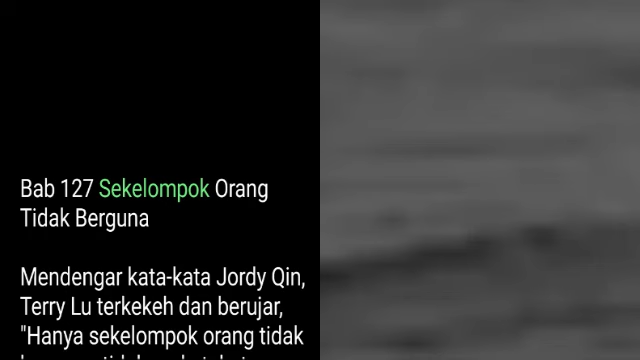 Bab 127 Sekelompok Orang
Tidak Berguna
Mendengar kata-kata Jordy Qin,
Terry Lu terkekeh dan berujar,
"Hanya sekelompok orang tidak